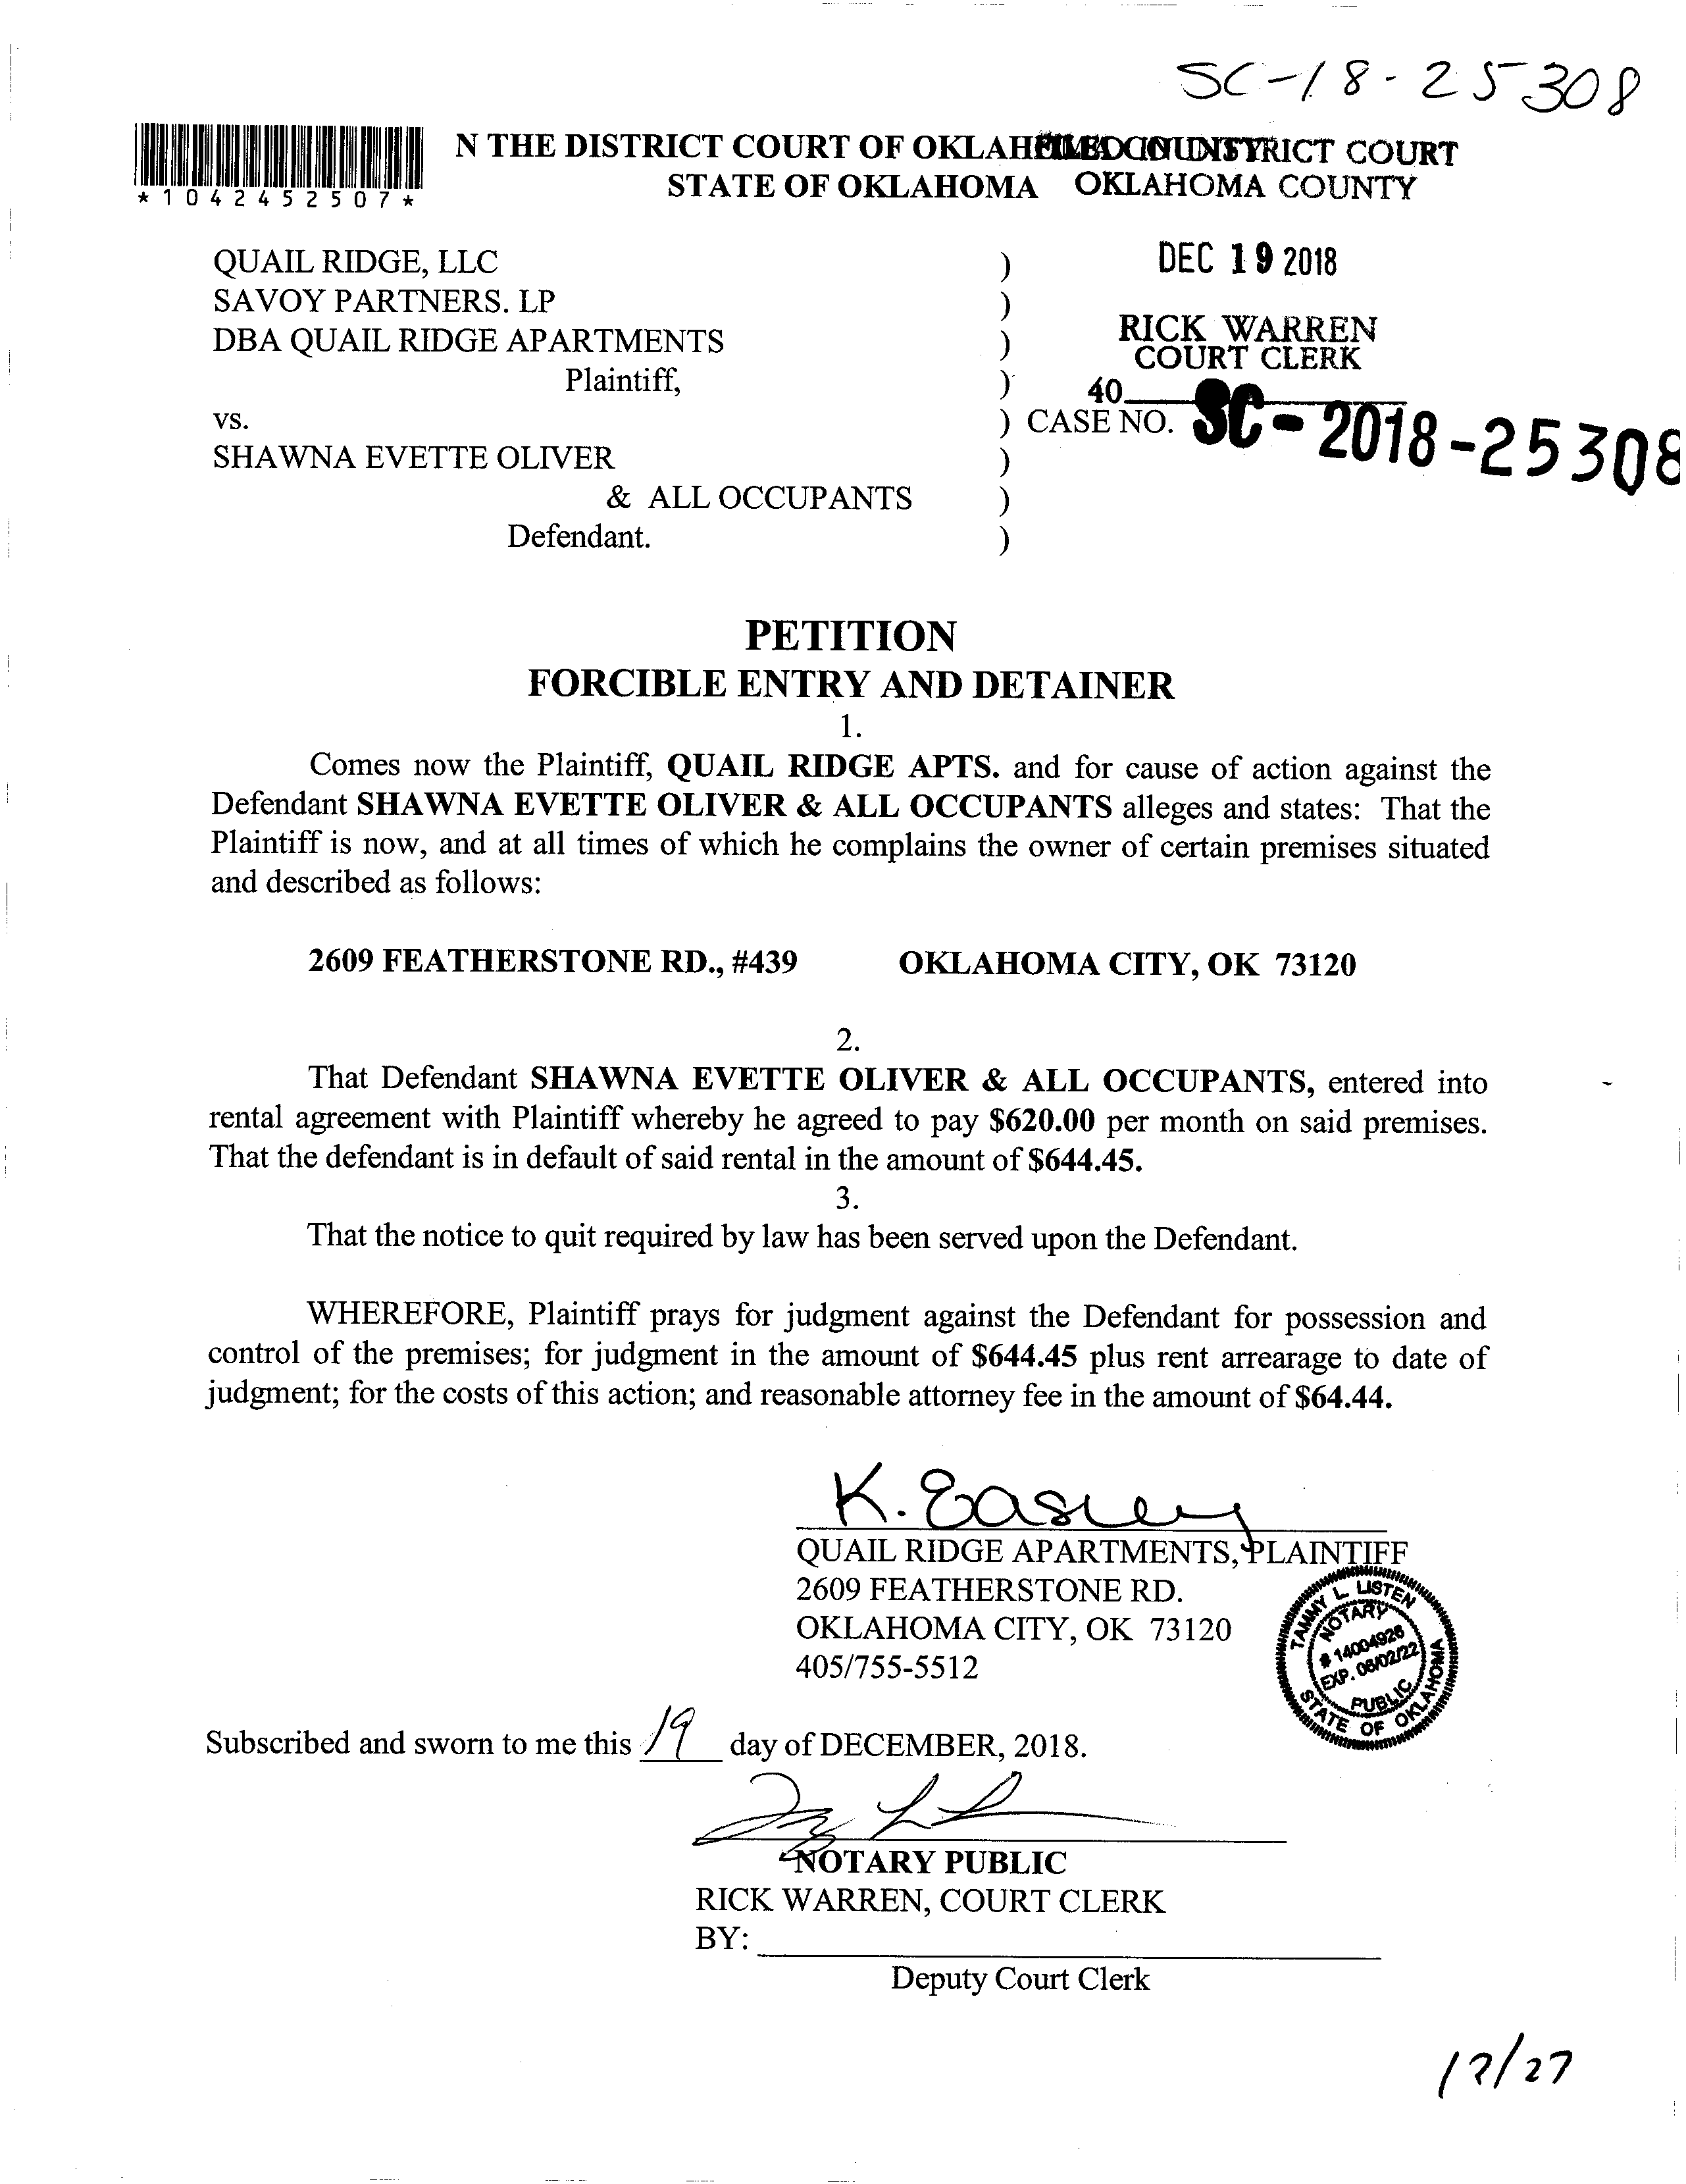 SC-18-25308
*1042452507*
N THE DISTRICT COURT OF OKLAHOMA COUNTY
STATE OF OKLAHOMA
FILED IN DISTRICT COURT
OKLAHOMA COUNTY
DEC 19 2018
RICK WARREN
COURT CLERK
40
QUAIL RIDGE, LLC )
SAVOY PARTNERS. LP )
DBA QUAIL RIDGE APARTMENTS )
Plaintiff, )
vs. ) CASE NO. SC-2018-25308
SHAWNA EVETTE OLIVER )
& ALL OCCUPANTS )
Defendant. )
PETITION
FORCIBLE ENTRY AND DETAINER
1.
Comes now the Plaintiff, QUAIL RIDGE APTS. and for cause of action against the
Defendant SHAWNA EVETTE OLIVER & ALL OCCUPANTS alleges and states: That the
Plaintiff is now, and at all times of which he complains the owner of certain premises situated
and described as follows:
2609 FEATHERSTONE RD., #439 OKLAHOMA CITY, OK 73120
2.
That Defendant SHAWNA EVETTE OLIVER & ALL OCCUPANTS, entered into
rental agreement with Plaintiff whereby he agreed to pay $620.00 per month on said premises.
That the defendant is in default of said rental in the amount of $644.45.
3.
That the notice to quit required by law has been served upon the Defendant.
WHEREFORE, Plaintiff prays for judgment against the Defendant for possession and
control of the premises; for judgment in the amount of $644.45 plus rent arrearage to date of
judgment; for the costs of this action; and reasonable attorney fee in the amount of $64.44.
K. Easley
QUAIL RIDGE APARTMENTS, PLAINTIFF
2609 FEATHERSTONE RD.
OKLAHOMA CITY, OK 73120
405/755-5512
TAMMY L. LISTEN
NOTARY
# 14004926
EXP. 06/02/22
PUBLIC
STATE OF OKLAHOMA
Subscribed and sworn to me this 19 day of DECEMBER, 2018.
NOTARY PUBLIC
RICK WARREN, COURT CLERK
BY:
Deputy Court Clerk
12/27